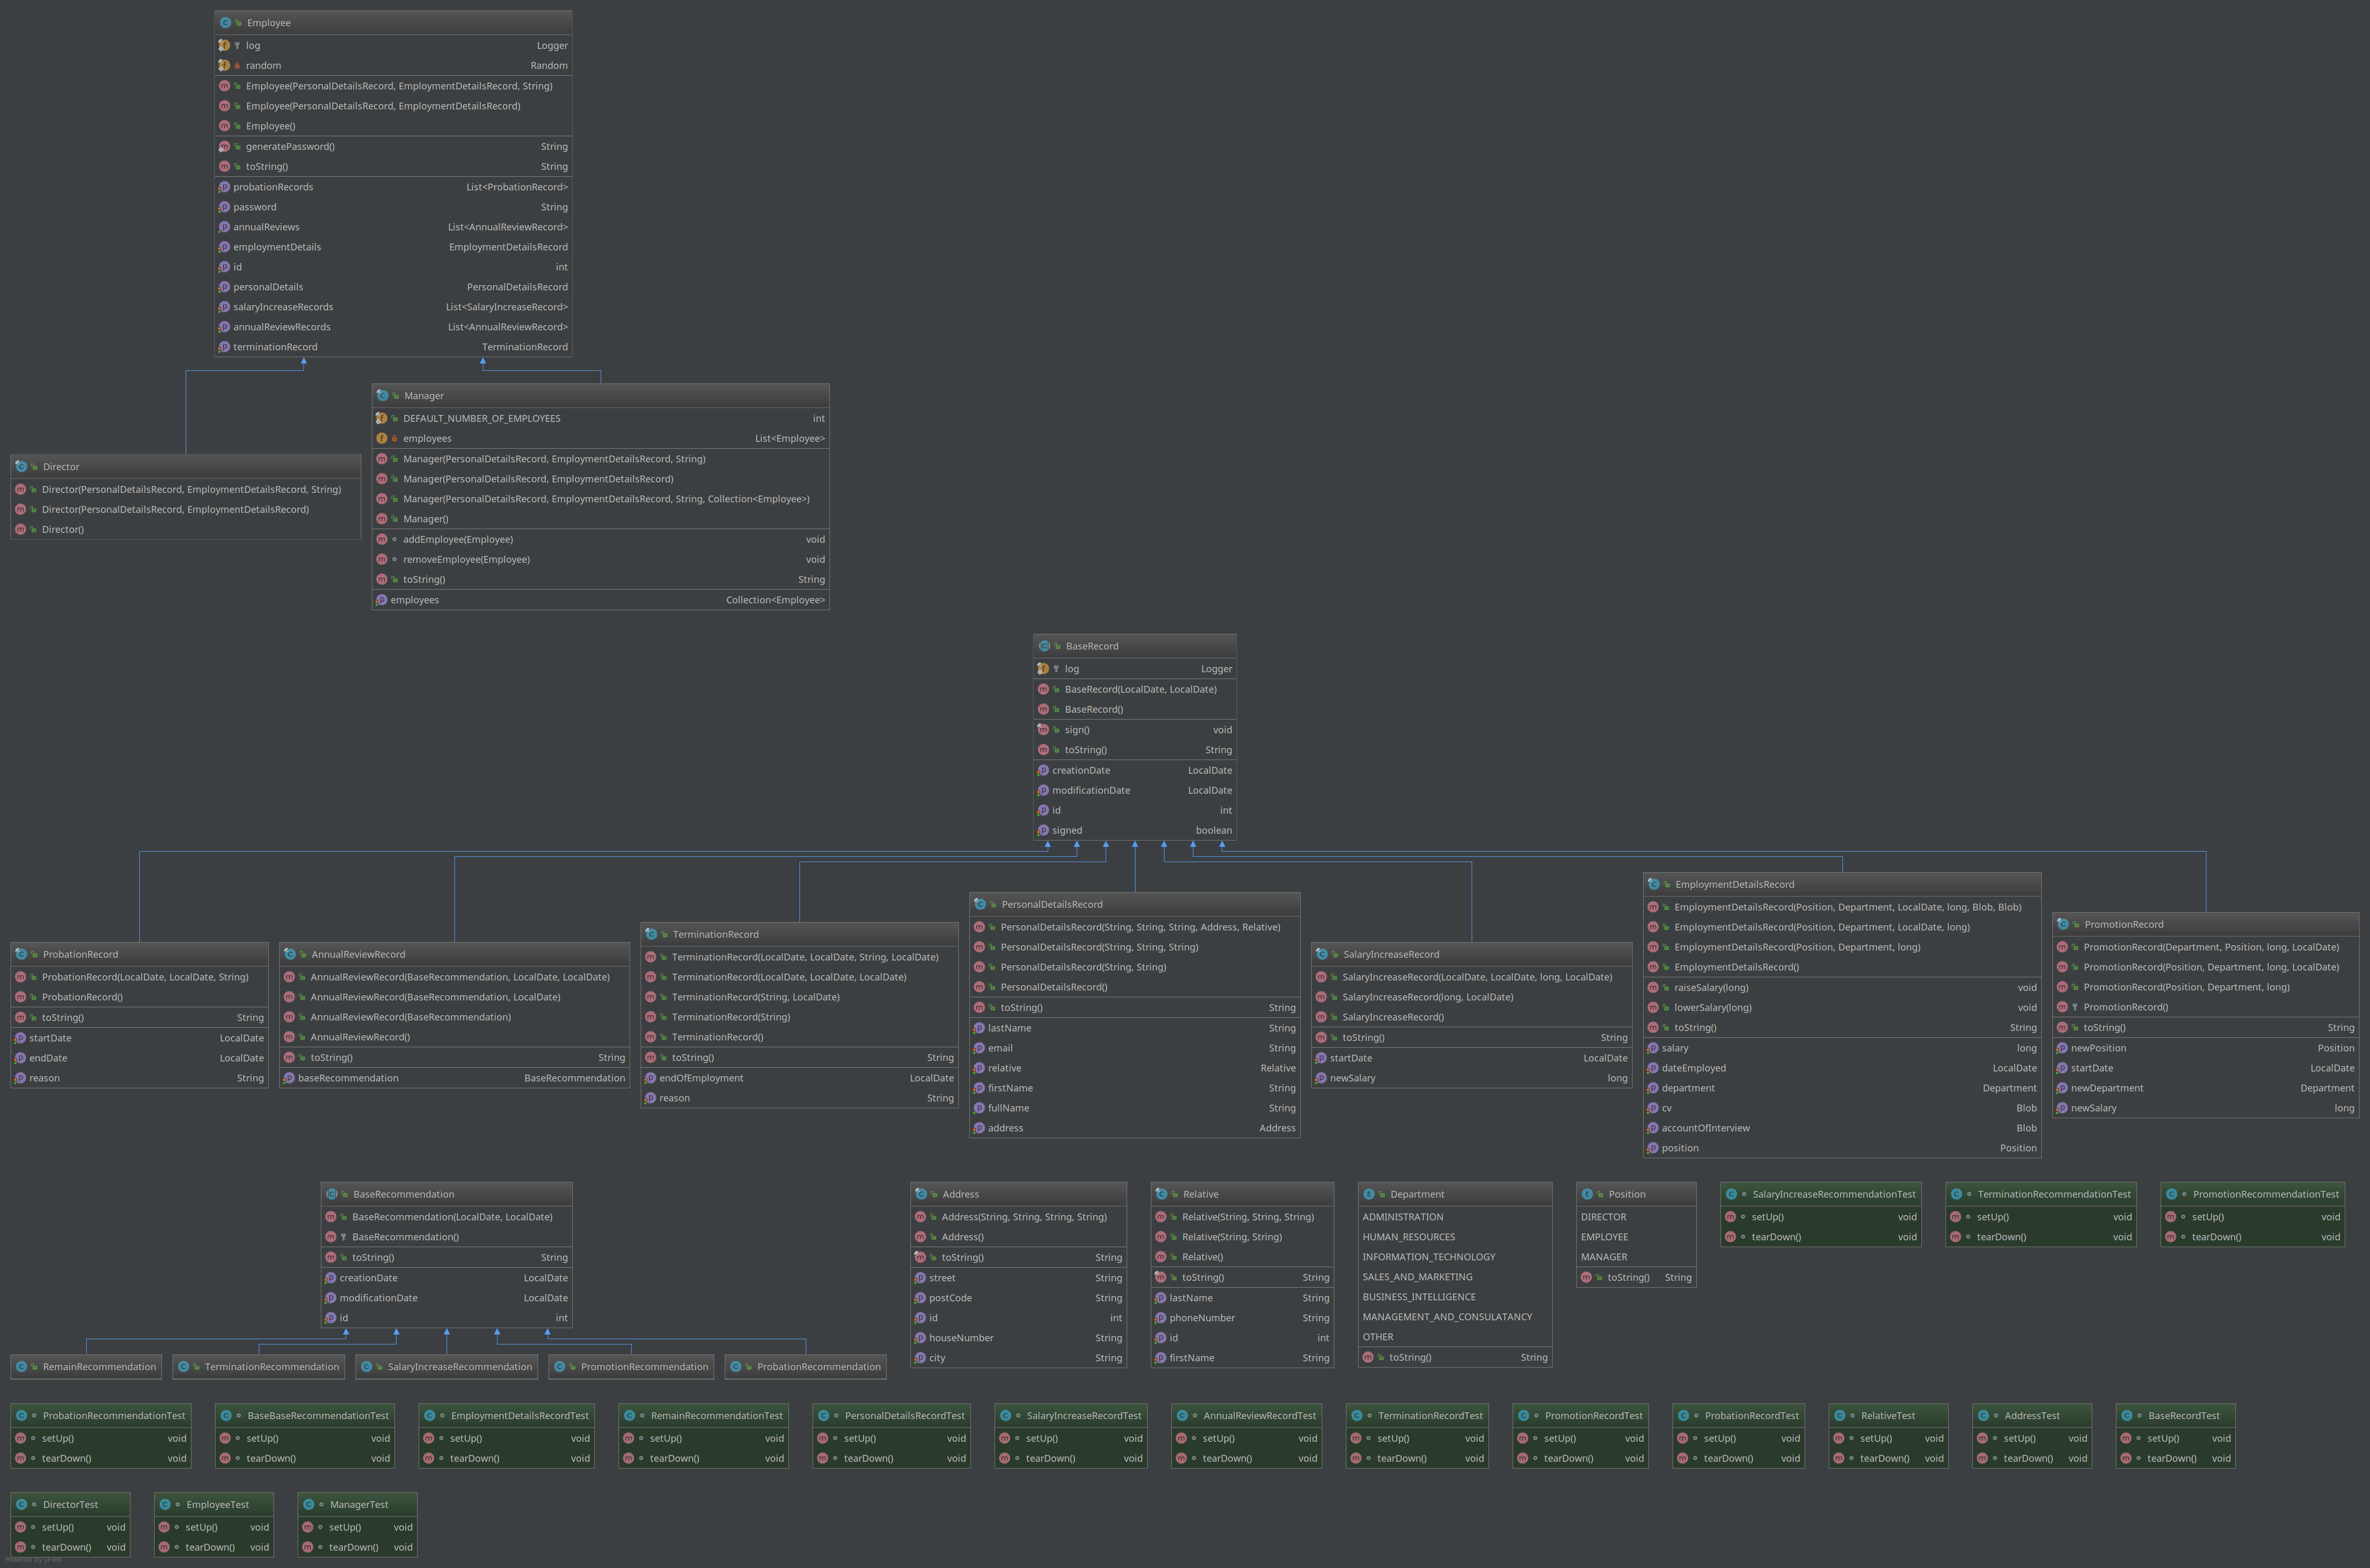 Employee
log Logger
random Random
Employee(PersonalDetailsRecord, EmploymentDetailsRecord, String)
Employee(PersonalDetailsRecord, EmploymentDetailsRecord)
Employee()
generatePassword() String
toString() String
probationRecords List<ProbationRecord>
password String
annualReviews List<AnnualReviewRecord>
employmentDetails EmploymentDetailsRecord
id int
personalDetails PersonalDetailsRecord
salaryIncreaseRecords List<SalaryIncreaseRecord>
annualReviewRecords List<AnnualReviewRecord>
terminationRecord TerminationRecord
Manager
DEFAULT_NUMBER_OF_EMPLOYEES int
employees List<Employee>
Manager(PersonalDetailsRecord, EmploymentDetailsRecord, String)
Manager(PersonalDetailsRecord, EmploymentDetailsRecord)
Manager(PersonalDetailsRecord, EmploymentDetailsRecord, String, Collection<Employee>)
Manager()
addEmployee(Employee) void
removeEmployee(Employee) void
toString() String
employees Collection<Employee>
Director
Director(PersonalDetailsRecord, EmploymentDetailsRecord, String)
Director(PersonalDetailsRecord, EmploymentDetailsRecord)
Director()
BaseRecord
log Logger
BaseRecord(LocalDate, LocalDate)
BaseRecord()
sign() void
toString() String
creationDate LocalDate
modificationDate LocalDate
id int
signed boolean
ProbationRecord
ProbationRecord(LocalDate, LocalDate, String)
ProbationRecord()
toString() String
startDate LocalDate
endDate LocalDate
reason String
AnnualReviewRecord
AnnualReviewRecord(BaseRecommendation, LocalDate, LocalDate)
AnnualReviewRecord(BaseRecommendation, LocalDate)
AnnualReviewRecord(BaseRecommendation)
AnnualReviewRecord()
toString() String
baseRecommendation BaseRecommendation
TerminationRecord
TerminationRecord(LocalDate, LocalDate, String, LocalDate)
TerminationRecord(LocalDate, LocalDate, LocalDate)
TerminationRecord(String, LocalDate)
TerminationRecord(String)
TerminationRecord()
toString() String
endOfEmployment LocalDate
reason String
PersonalDetailsRecord
PersonalDetailsRecord(String, String, String, Address, Relative)
PersonalDetailsRecord(String, String, String)
PersonalDetailsRecord(String, String)
PersonalDetailsRecord()
toString() String
lastName String
email String
relative Relative
firstName String
fullName String
address Address
SalaryIncreaseRecord
SalaryIncreaseRecord(LocalDate, LocalDate, long, LocalDate)
SalaryIncreaseRecord(long, LocalDate)
SalaryIncreaseRecord()
toString() String
startDate LocalDate
newSalary long
EmploymentDetailsRecord
EmploymentDetailsRecord(Position, Department, LocalDate, long, Blob, Blob)
EmploymentDetailsRecord(Position, Department, LocalDate, long)
EmploymentDetailsRecord(Position, Department, long)
EmploymentDetailsRecord()
raiseSalary(long) void
lowerSalary(long) void
toString() String
salary long
dateEmployed LocalDate
department Department
cv Blob
accountOfInterview Blob
position Position
PromotionRecord
PromotionRecord(Department, Position, long, LocalDate)
PromotionRecord(Position, Department, long, LocalDate)
PromotionRecord(Position, Department, long)
PromotionRecord()
toString() String
newPosition Position
startDate LocalDate
newDepartment Department
newSalary long
BaseRecommendation
BaseRecommendation(LocalDate, LocalDate)
BaseRecommendation()
toString() String
creationDate LocalDate
modificationDate LocalDate
id int
Address
Address(String, String, String, String)
Address()
toString() String
street String
postCode String
id int
houseNumber String
city String
Relative
Relative(String, String, String)
Relative(String, String)
Relative()
toString() String
lastName String
phoneNumber String
id int
firstName String
Department
ADMINISTRATION
HUMAN_RESOURCES
INFORMATION_TECHNOLOGY
SALES_AND_MARKETING
BUSINESS_INTELLIGENCE
MANAGEMENT_AND_CONSULATANCY
OTHER
toString() String
Position
DIRECTOR
EMPLOYEE
MANAGER
toString() String
SalaryIncreaseRecommendationTest
setUp() void
tearDown() void
TerminationRecommendationTest
setUp() void
tearDown() void
PromotionRecommendationTest
setUp() void
tearDown() void
RemainRecommendation
TerminationRecommendation
SalaryIncreaseRecommendation
PromotionRecommendation
ProbationRecommendation
ProbationRecommendationTest
setUp() void
tearDown() void
BaseBaseRecommendationTest
setUp() void
tearDown() void
EmploymentDetailsRecordTest
setUp() void
tearDown() void
RemainRecommendationTest
setUp() void
tearDown() void
PersonalDetailsRecordTest
setUp() void
tearDown() void
SalaryIncreaseRecordTest
setUp() void
tearDown() void
AnnualReviewRecordTest
setUp() void
tearDown() void
TerminationRecordTest
setUp() void
tearDown() void
PromotionRecordTest
setUp() void
tearDown() void
ProbationRecordTest
setUp() void
tearDown() void
RelativeTest
setUp() void
tearDown() void
AddressTest
setUp() void
tearDown() void
BaseRecordTest
setUp() void
tearDown() void
DirectorTest
setUp() void
tearDown() void
EmployeeTest
setUp() void
tearDown() void
ManagerTest
setUp() void
tearDown() void
Powered by yFiles